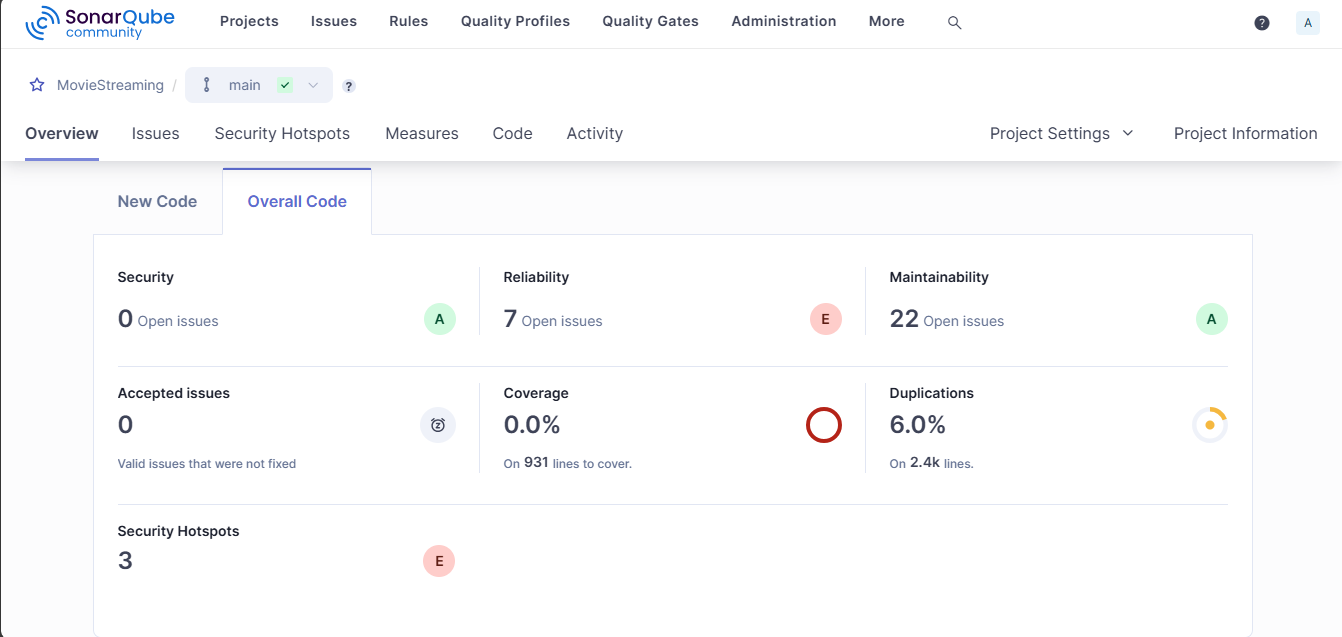 SonarQube community Projects Issues Rules Quality Profiles Quality Gates Administration More ? A
MovieStreaming / main ?
Overview Issues Security Hotspots Measures Code Activity Project Settings Project Information
New Code Overall Code
Security Reliability Maintainability
0 Open issues A 7 Open issues E 22 Open issues A
Accepted issues Coverage Duplications
0 0.0% 6.0%
Valid issues that were not fixed On 931 lines to cover. On 2.4k lines.
Security Hotspots
3 E